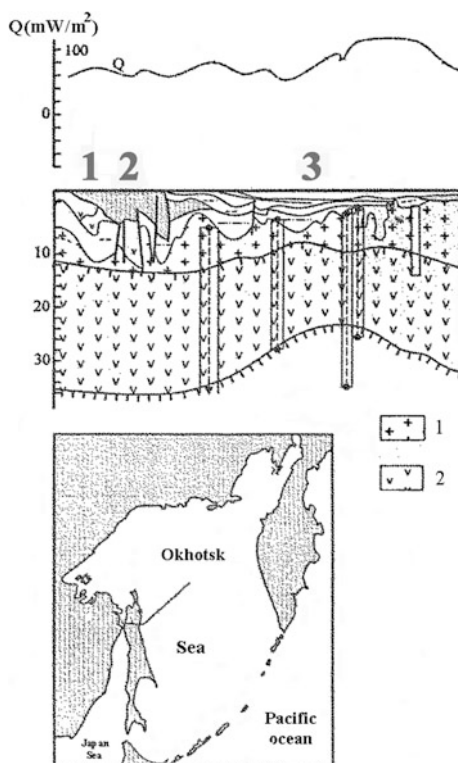 Q(mW/m²)
100
Q
0
1 2 3
10
20
30
1
2
Okhotsk
Sea
Japan
Sea
Pacific
ocean